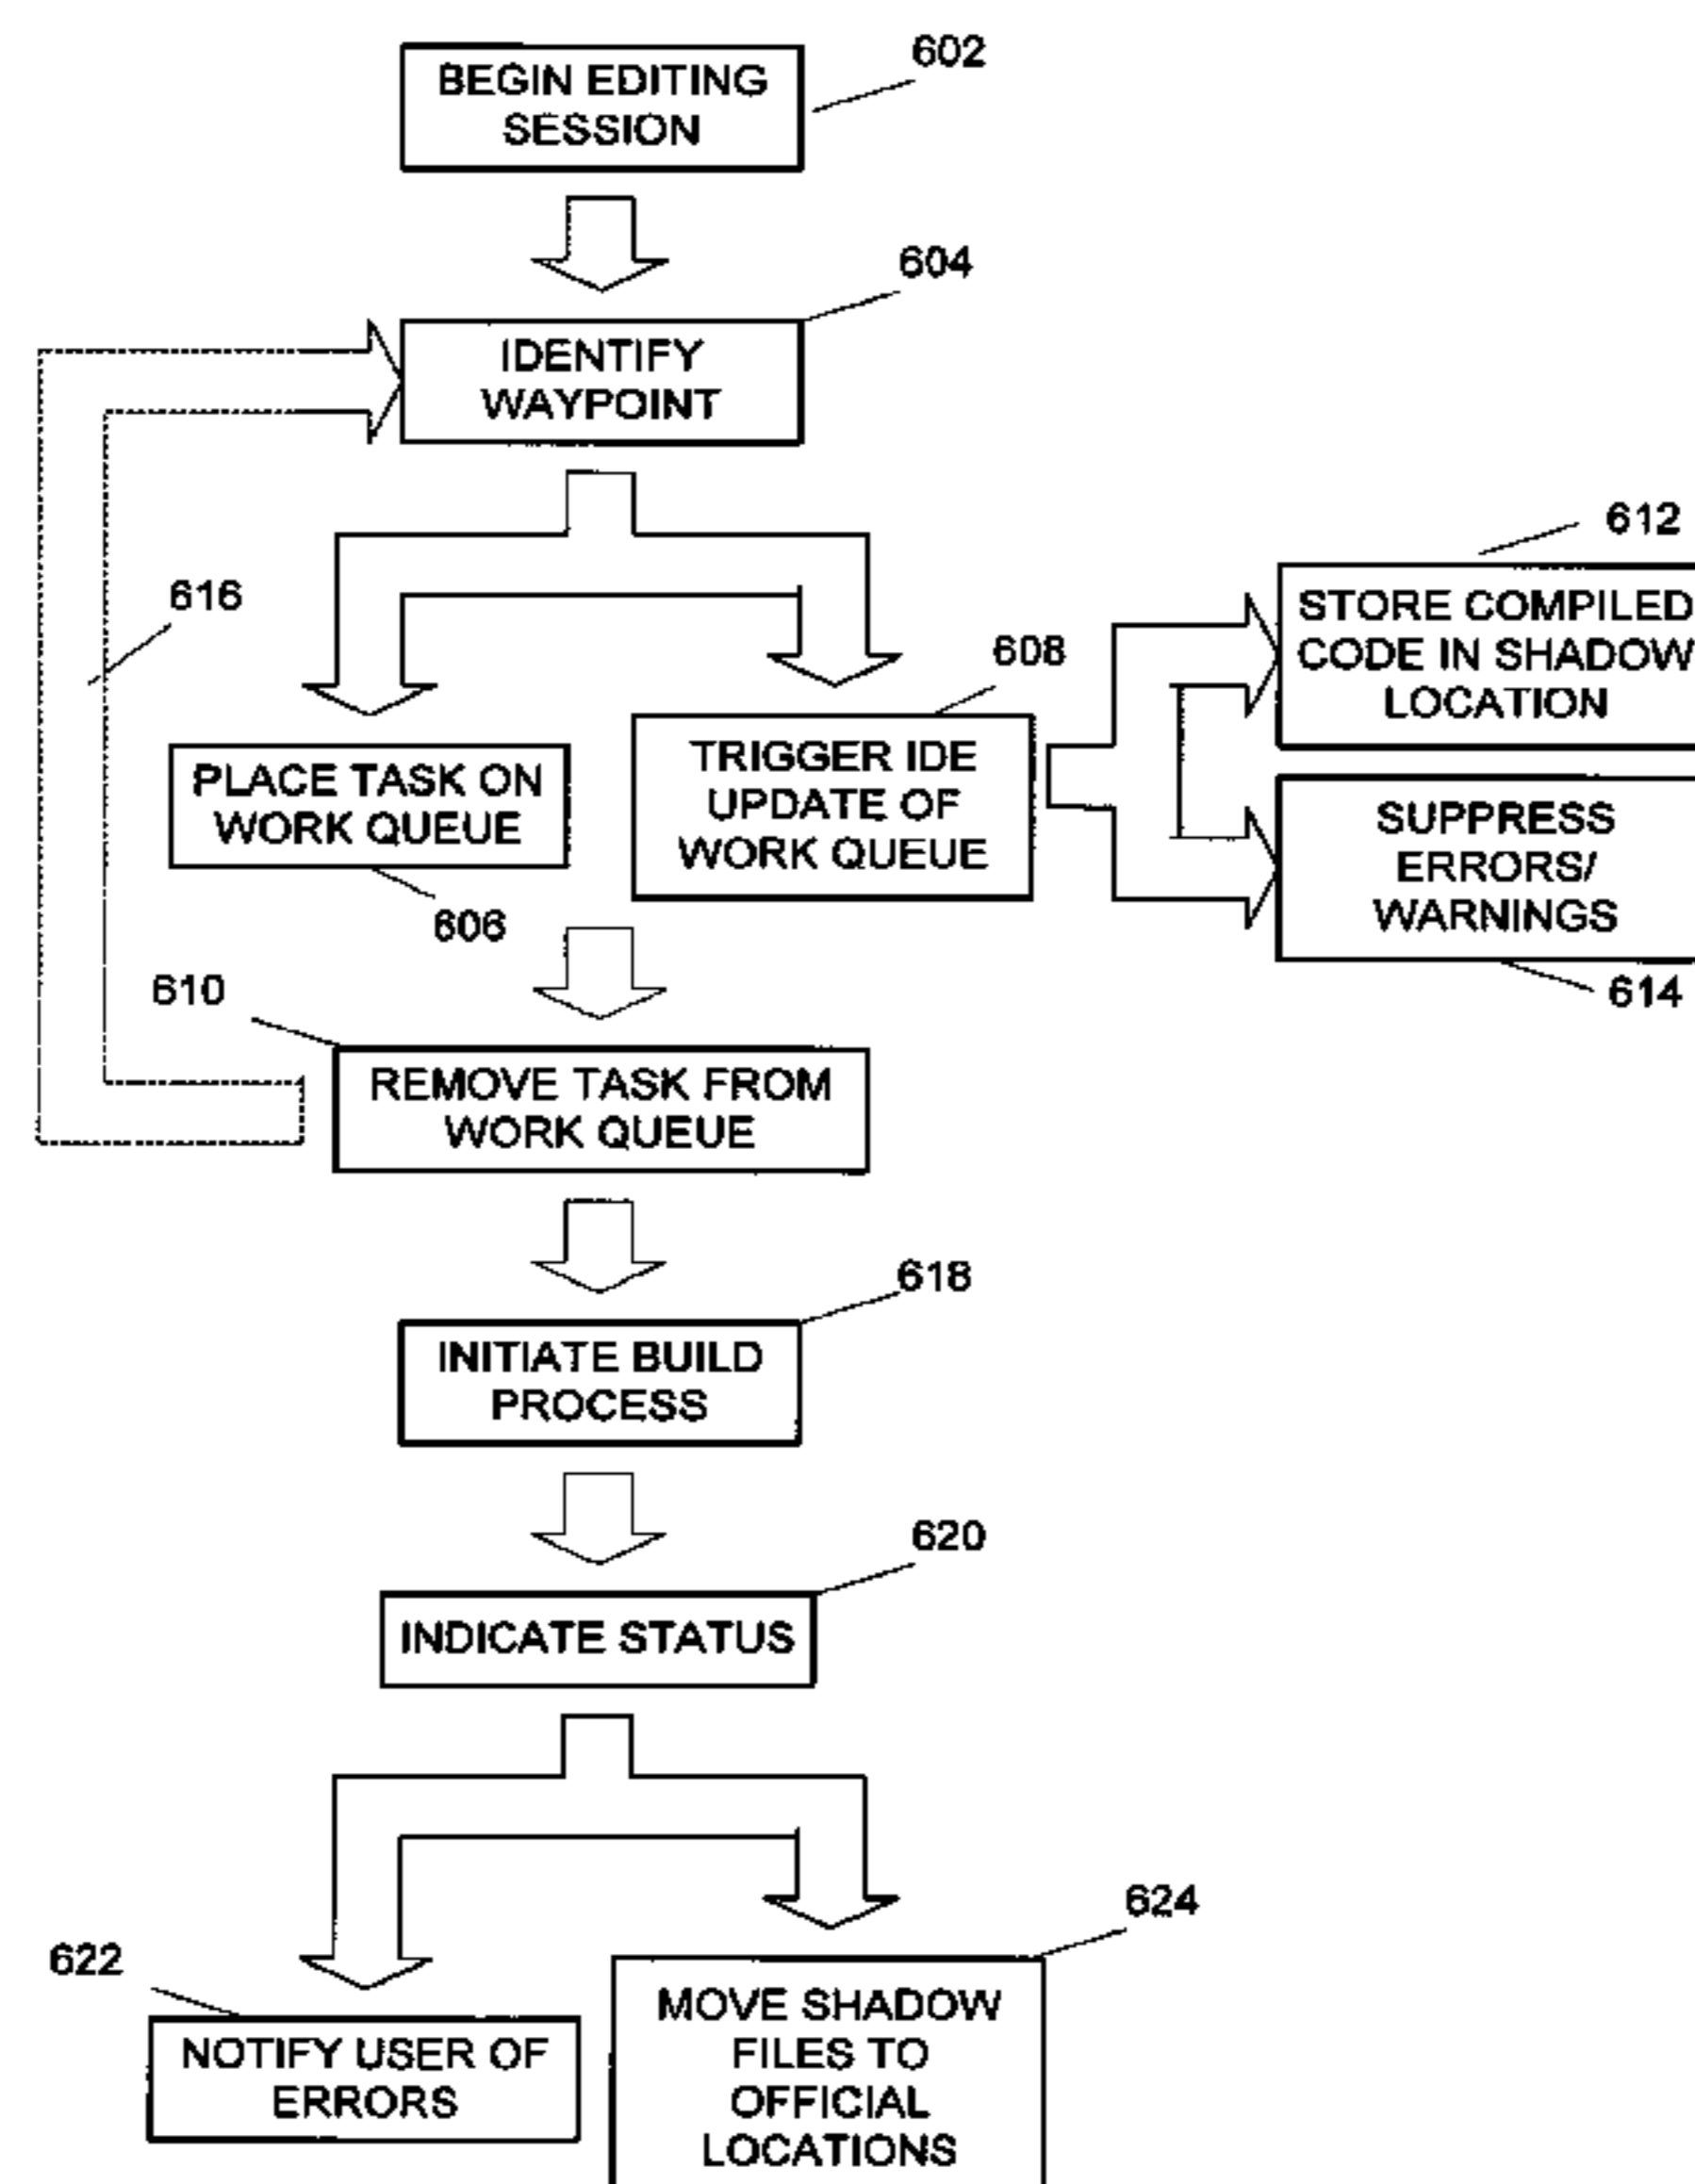 602
BEGIN EDITING
SESSION
604
IDENTIFY
WAYPOINT
616
612
STORE COMPILED
CODE IN SHADOW
LOCATION
608
TRIGGER IDE
UPDATE OF
WORK QUEUE
PLACE TASK ON
WORK QUEUE
606
SUPPRESS
ERRORS/
WARNINGS
614
610
REMOVE TASK FROM
WORK QUEUE
618
INITIATE BUILD
PROCESS
620
INDICATE STATUS
622
NOTIFY USER OF
ERRORS
624
MOVE SHADOW
FILES TO
OFFICIAL
LOCATIONS